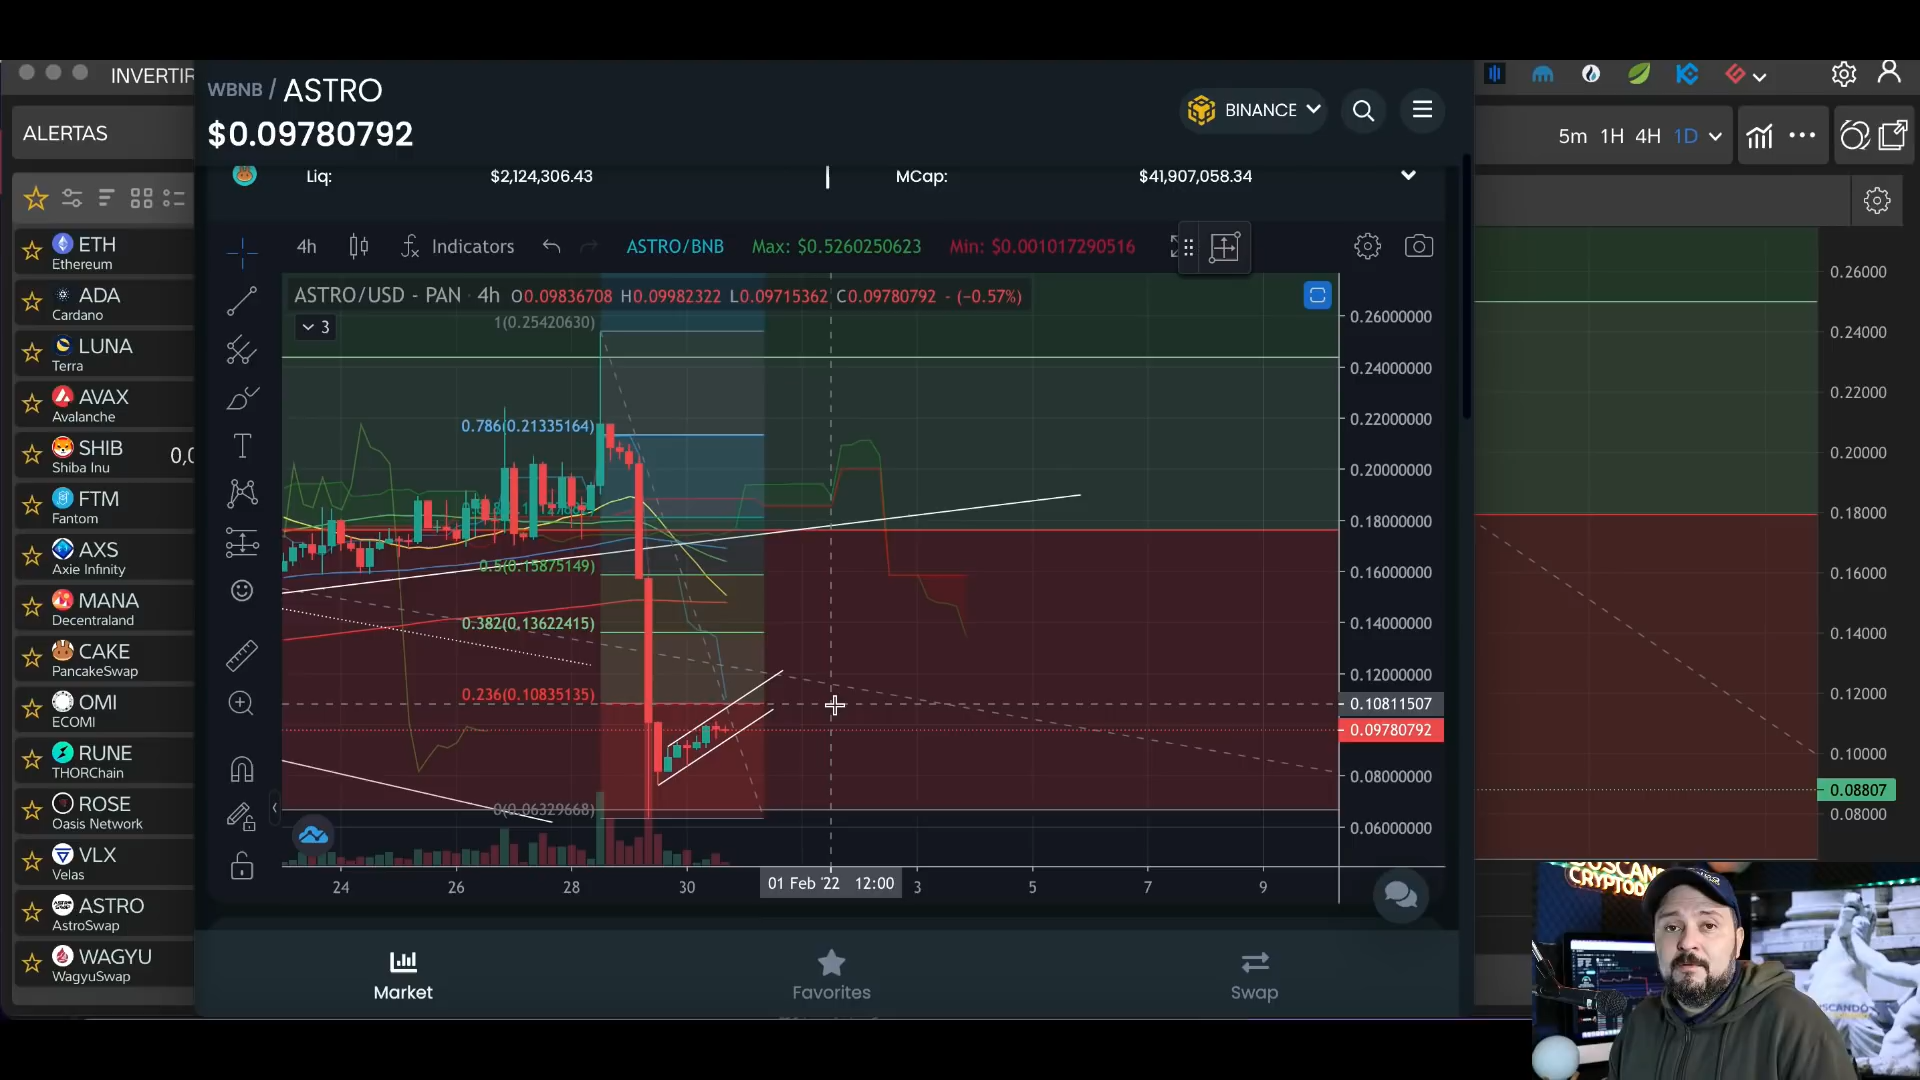 INVERTIR
ALERTAS
ETH
Ethereum
ADA
Cardano
LUNA
Terra
AVAX
Avalanche
SHIB
Shiba Inu
0,0
FTM
Fantom
AXS
Axie Infinity
MANA
Decentraland
CAKE
PancakeSwap
OMI
ECOMI
RUNE
THORChain
ROSE
Oasis Network
VLX
Velas
ASTRO
AstroSwap
WAGYU
WagyuSwap
WBNB / ASTRO
$0.09780792
BINANCE
Liq: $2,124,306.43 MCap: $41,907,058.34
4h Indicators ASTRO/BNB Max: $0.5260250623 Min: $0.001017290516
ASTRO/USD - PAN 4h O0.09836708 H0.09982322 L0.09715362 C0.09780792 - (−0.57%)
3
1(0.25420630)
0.786(0.21335164)
0.5(0.15875149)
0.382(0.13622415)
0.236(0.10835135)
0(0.06329668)
0.26000000
0.24000000
0.22000000
0.20000000
0.18000000
0.16000000
0.14000000
0.12000000
0.10811507
0.09780792
0.08000000
0.06000000
24 26 28 30 01 Feb '22 12:00 3 5 7 9
Market Favorites Swap
5m 1H 4H 1D
0.26000
0.24000
0.22000
0.20000
0.18000
0.16000
0.14000
0.12000
0.10000
0.08807
0.08000